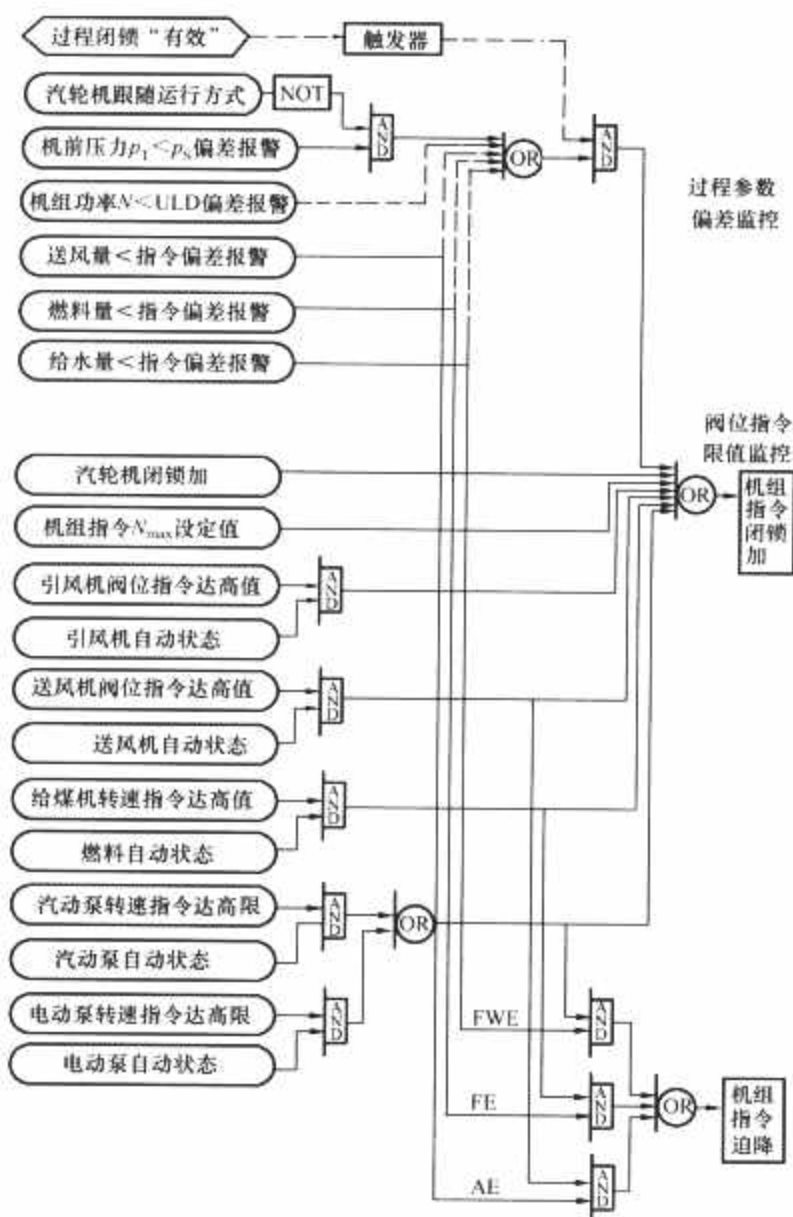 过程闭锁“有效”
触发器
汽轮机跟随运行方式
NOT
AND
机前压力p_T<p_S偏差报警
OR
AND
过程参数
偏差监控
机组功率N<ULD偏差报警
送风量<指令偏差报警
燃料量<指令偏差报警
给水量<指令偏差报警
阀位指令
限值监控
汽轮机闭锁加
OR
机组
指令
闭锁
加
机组指令N_max设定值
引风机阀位指令达高值
AND
引风机自动状态
送风机阀位指令达高值
AND
送风机自动状态
给煤机转速指令达高值
AND
燃料自动状态
汽动泵转速指令达高限
AND
OR
汽动泵自动状态
电动泵转速指令达高限
AND
电动泵自动状态
FWE
AND
FE
AND
OR
机组
指令
迫降
AE
AND